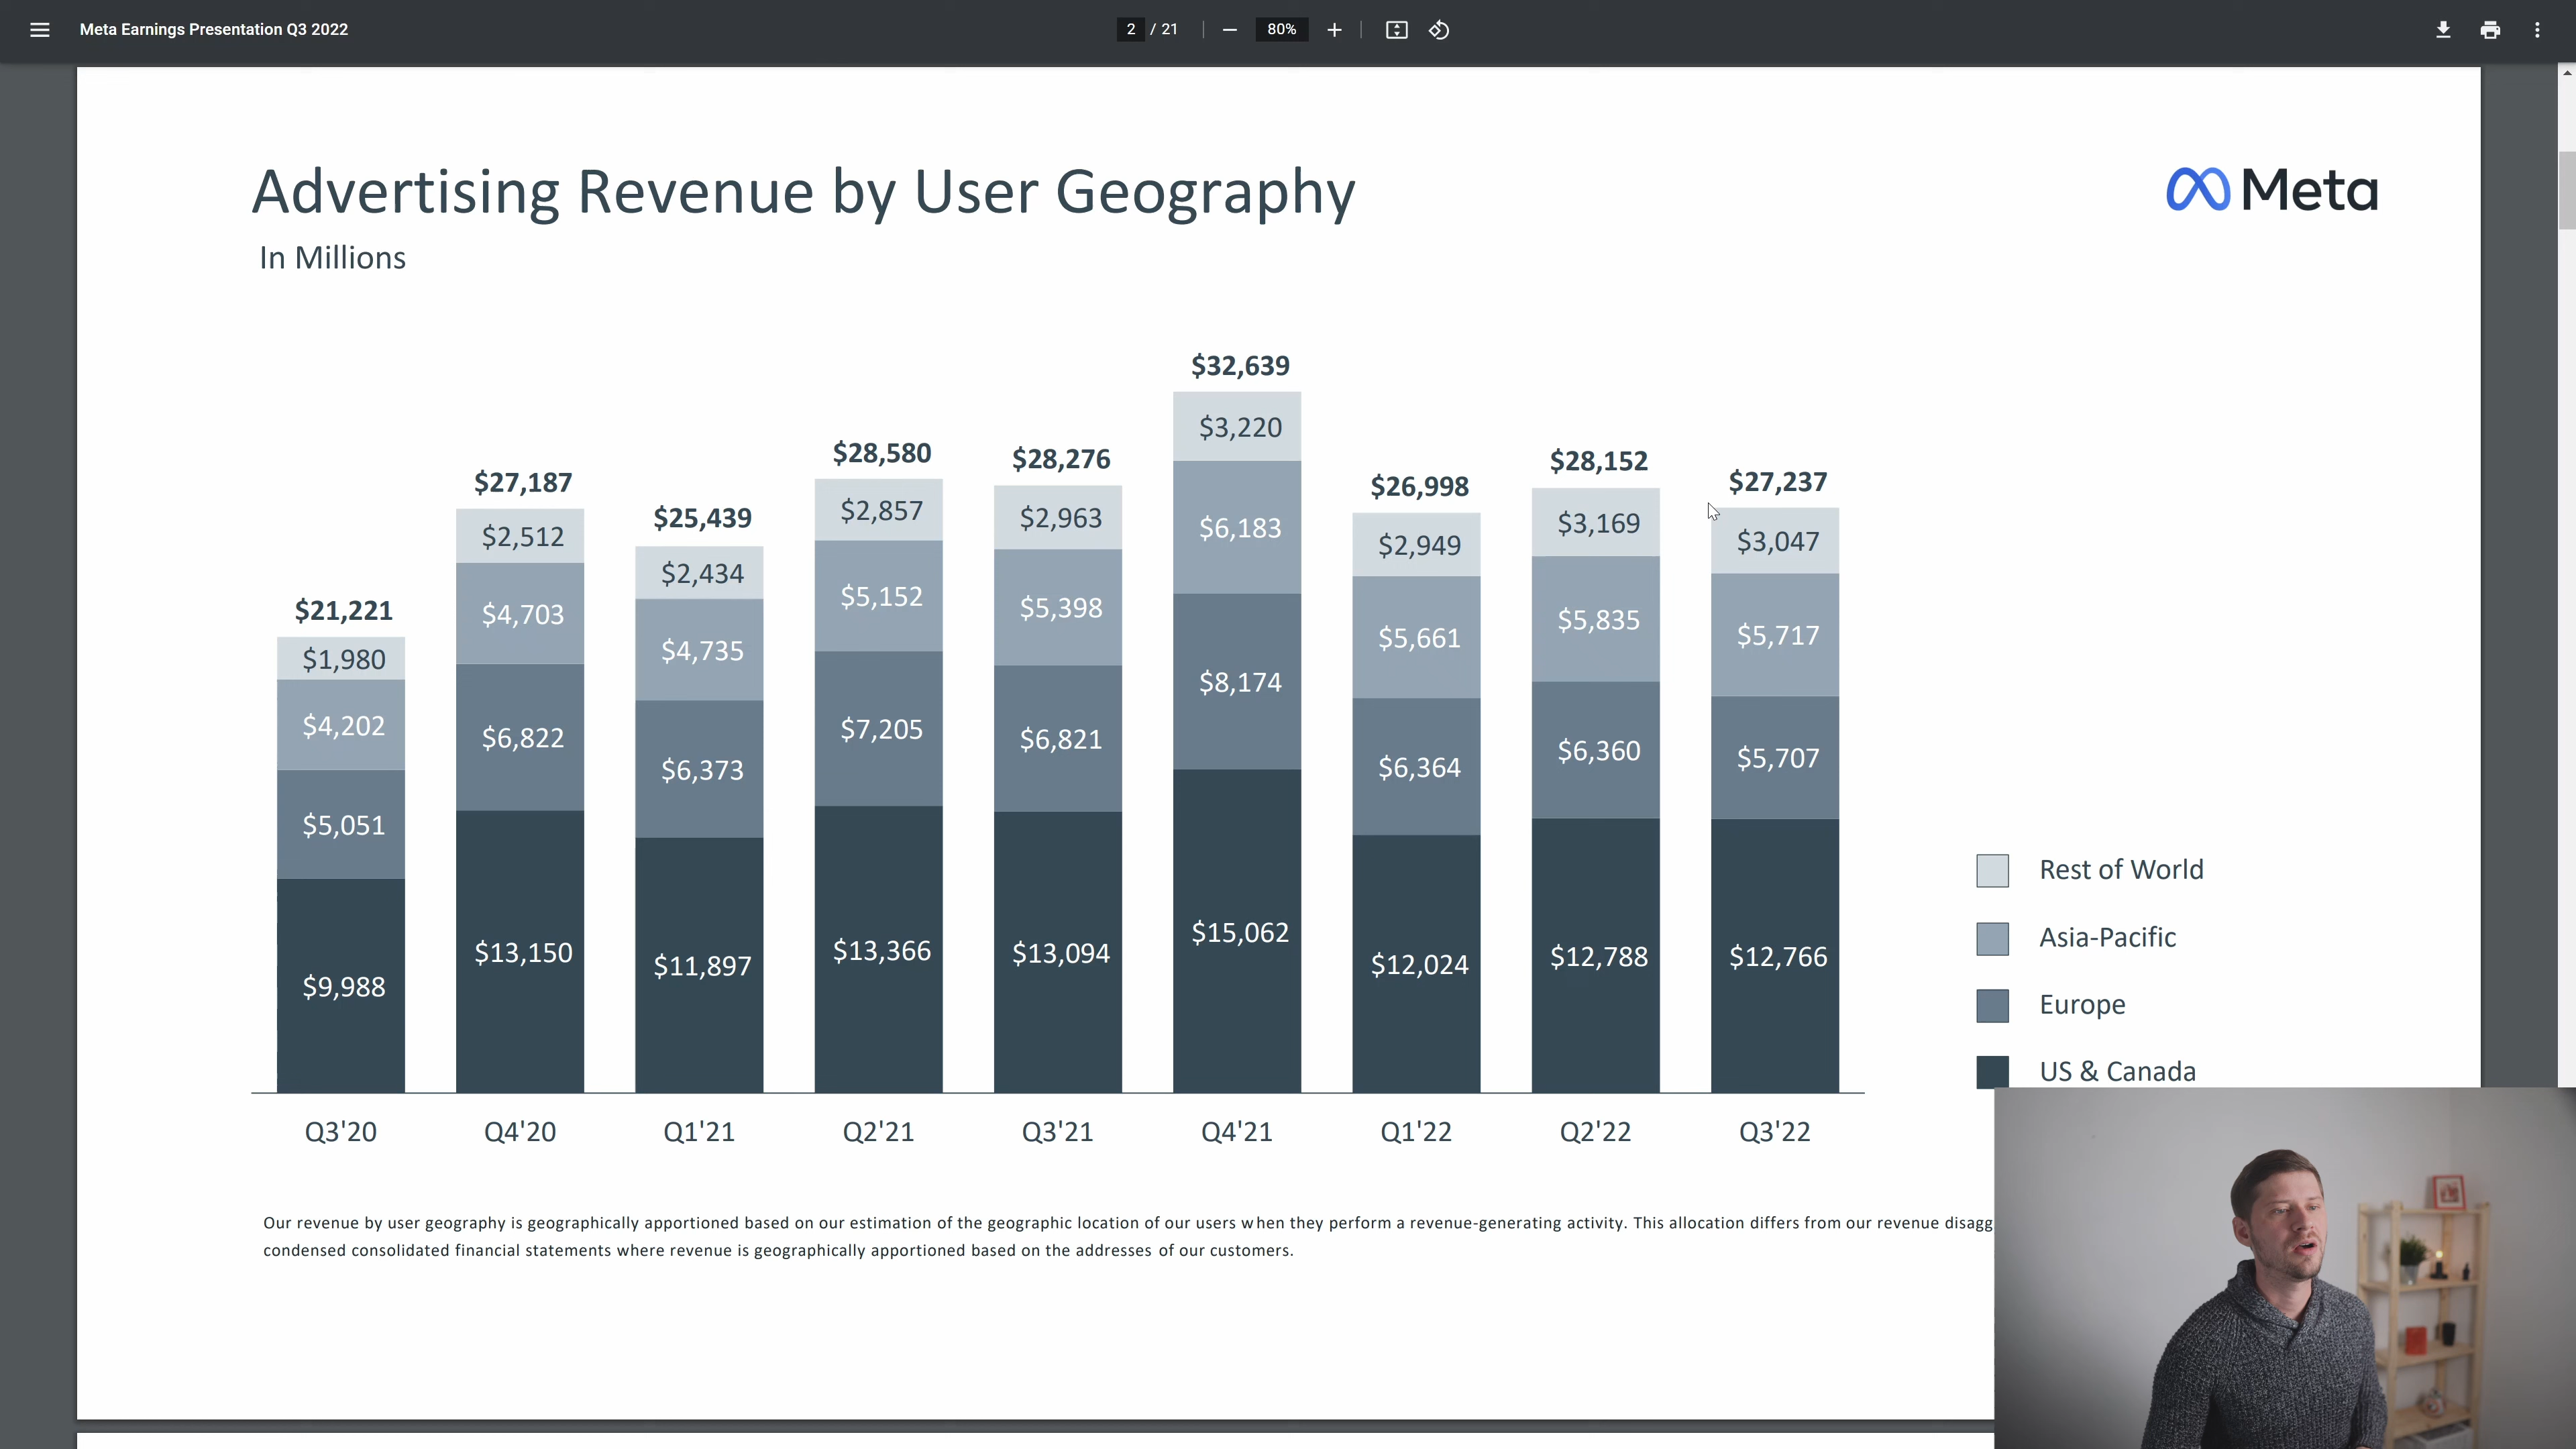 Meta Earnings Presentation Q3 2022
2 / 21
80%
Advertising Revenue by User Geography
Meta
In Millions
$32,639
$3,220
$28,580
$28,276
$28,152
$27,187
$27,237
$26,998
$2,857
$2,963
$25,439
$3,169
$6,183
$2,512
$3,047
$2,949
$2,434
$5,152
$5,398
$21,221
$4,703
$5,835
$5,717
$5,661
$4,735
$1,980
$8,174
$4,202
$6,822
$7,205
$6,821
$6,360
$5,707
$6,364
$6,373
$5,051
Rest of World
Asia-Pacific
$9,988
$13,150
$11,897
$13,366
$13,094
$15,062
$12,024
$12,788
$12,766
Europe
US & Canada
Q3'20
Q4'20
Q1'21
Q2'21
Q3'21
Q4'21
Q1'22
Q2'22
Q3'22
Our revenue by user geography is geographically apportioned based on our estimation of the geographic location of our users when they perform a revenue-generating activity. This allocation differs from our revenue disagg
condensed consolidated financial statements where revenue is geographically apportioned based on the addresses of our customers.